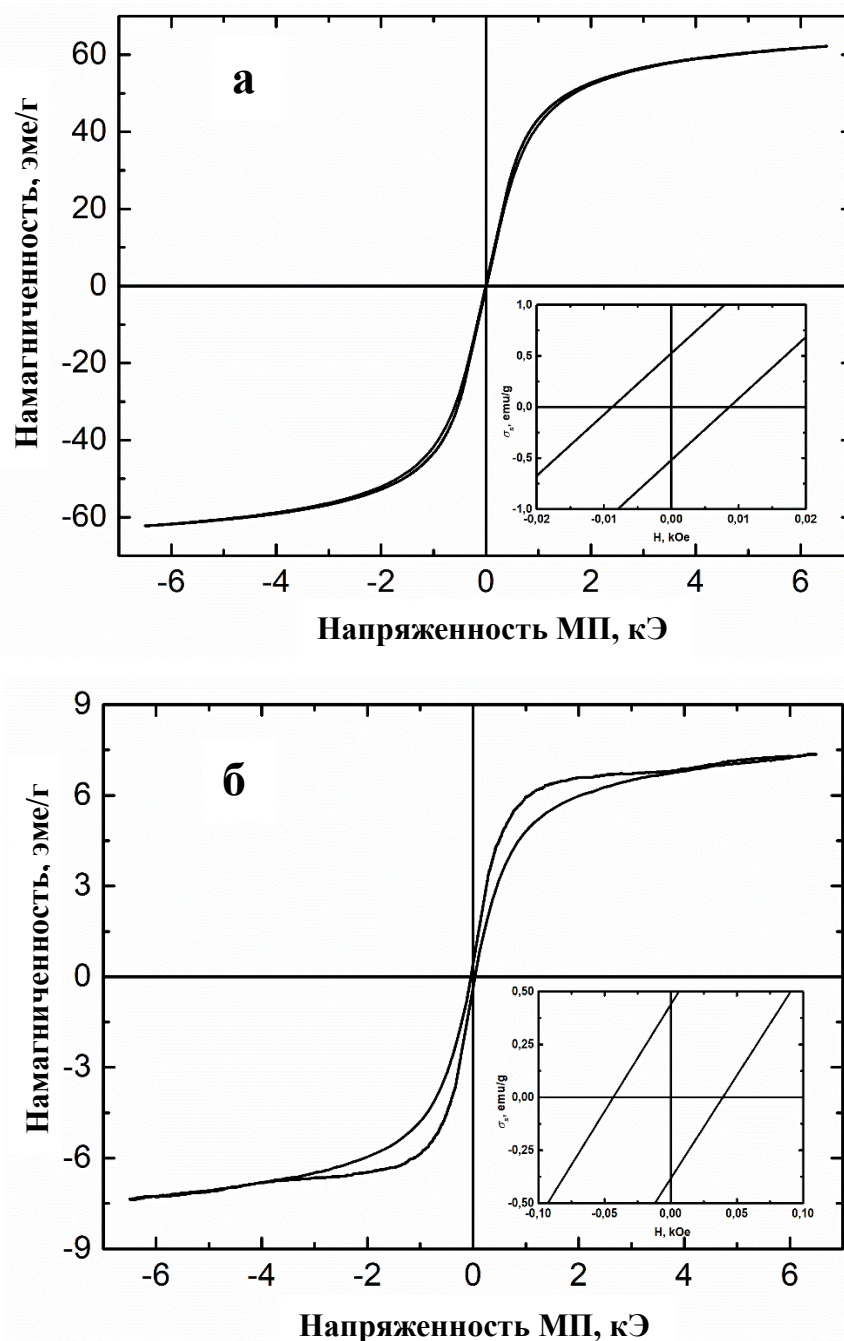 а
Намагниченность, эме/г
60
40
20
0
-20
-40
-60
-6 -4 -2 0 2 4 6
Напряженность МП, кЭ
σs, emu/g
1,0
0,5
0,0
-0,5
-1,0
-0,02 -0,01 0,00 0,01 0,02
H, kOe
б
Намагниченность, эме/г
9
6
3
0
-3
-6
-9
-6 -4 -2 0 2 4 6
Напряженность МП, кЭ
σs, emu/g
0,50
0,25
0,00
-0,25
-0,50
-0,10 -0,05 0,00 0,05 0,10
H, kOe